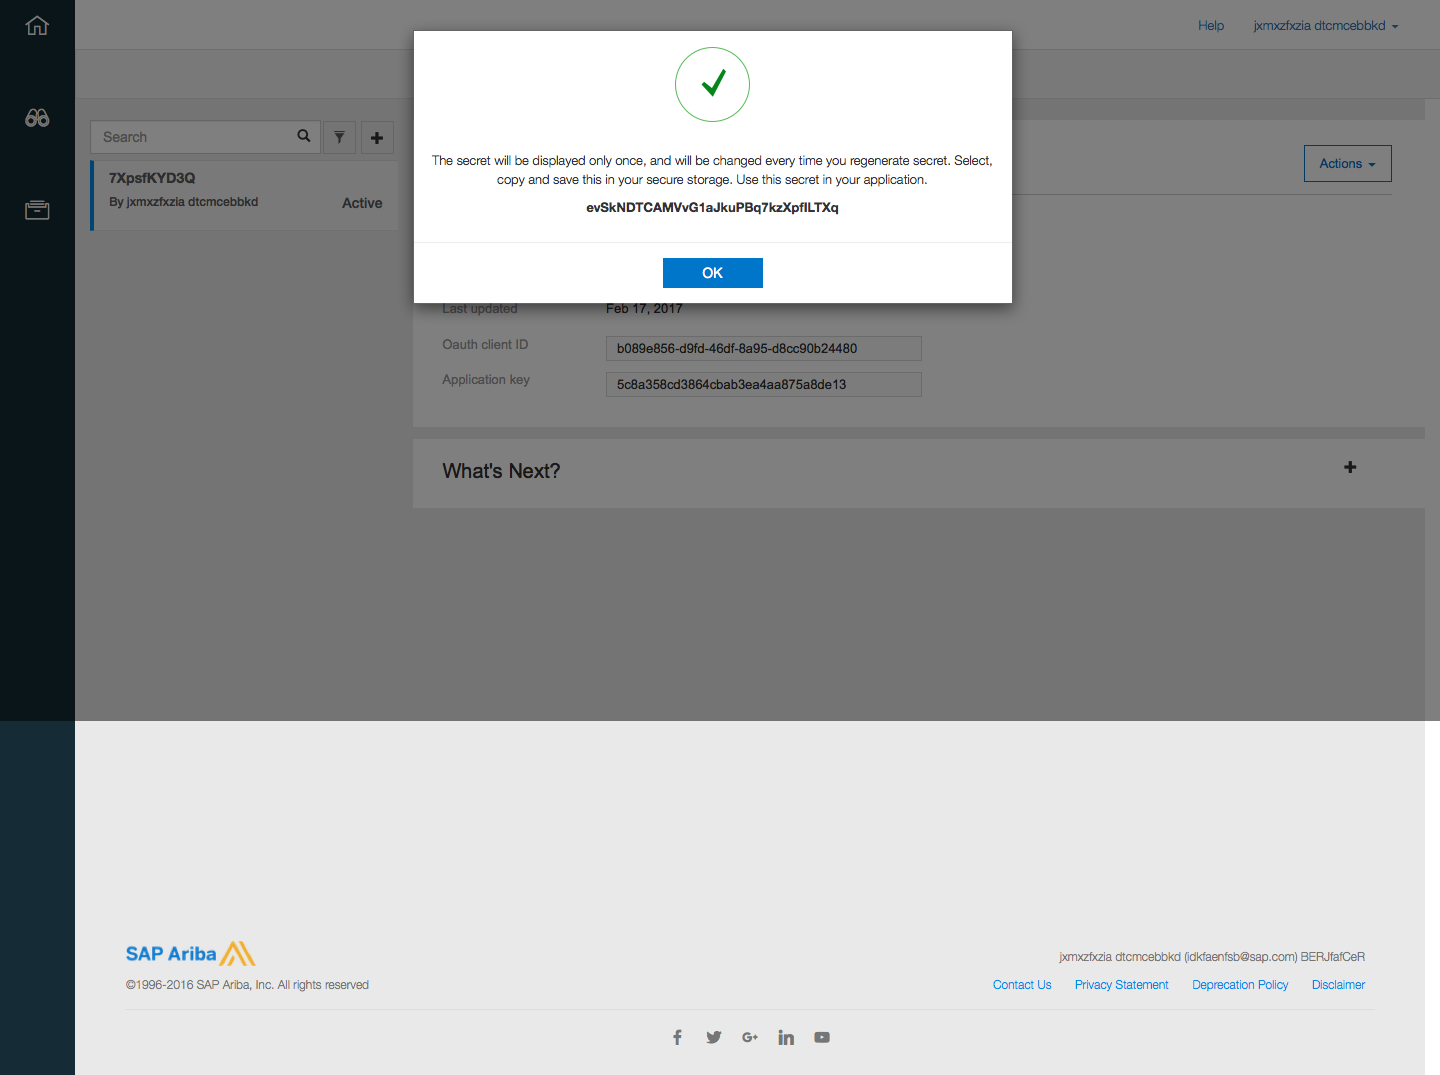 Help
jxmxzfxzia dtcmcebbkd
Search
7XpsfKYD3Q
By jxmxzfxzia dtcmcebbkd
Active
The secret will be displayed only once, and will be changed every time you regenerate secret. Select,
copy and save this in your secure storage. Use this secret in your application.
evSkNDTCAMVvG1aJkuPBq7kzXpfILTXq
OK
Actions
Last updated
Feb 17, 2017
Oauth client ID
b089e856-d9fd-46df-8a95-d8cc90b24480
Application key
5c8a358cd3864cbab3ea4aa875a8de13
What's Next?
SAP Ariba
©1996-2016 SAP Ariba, Inc. All rights reserved
jxmxzfxzia dtcmcebbkd (idkfaenfsb@sap.com) BERJfafCeR
Contact Us
Privacy Statement
Deprecation Policy
Disclaimer